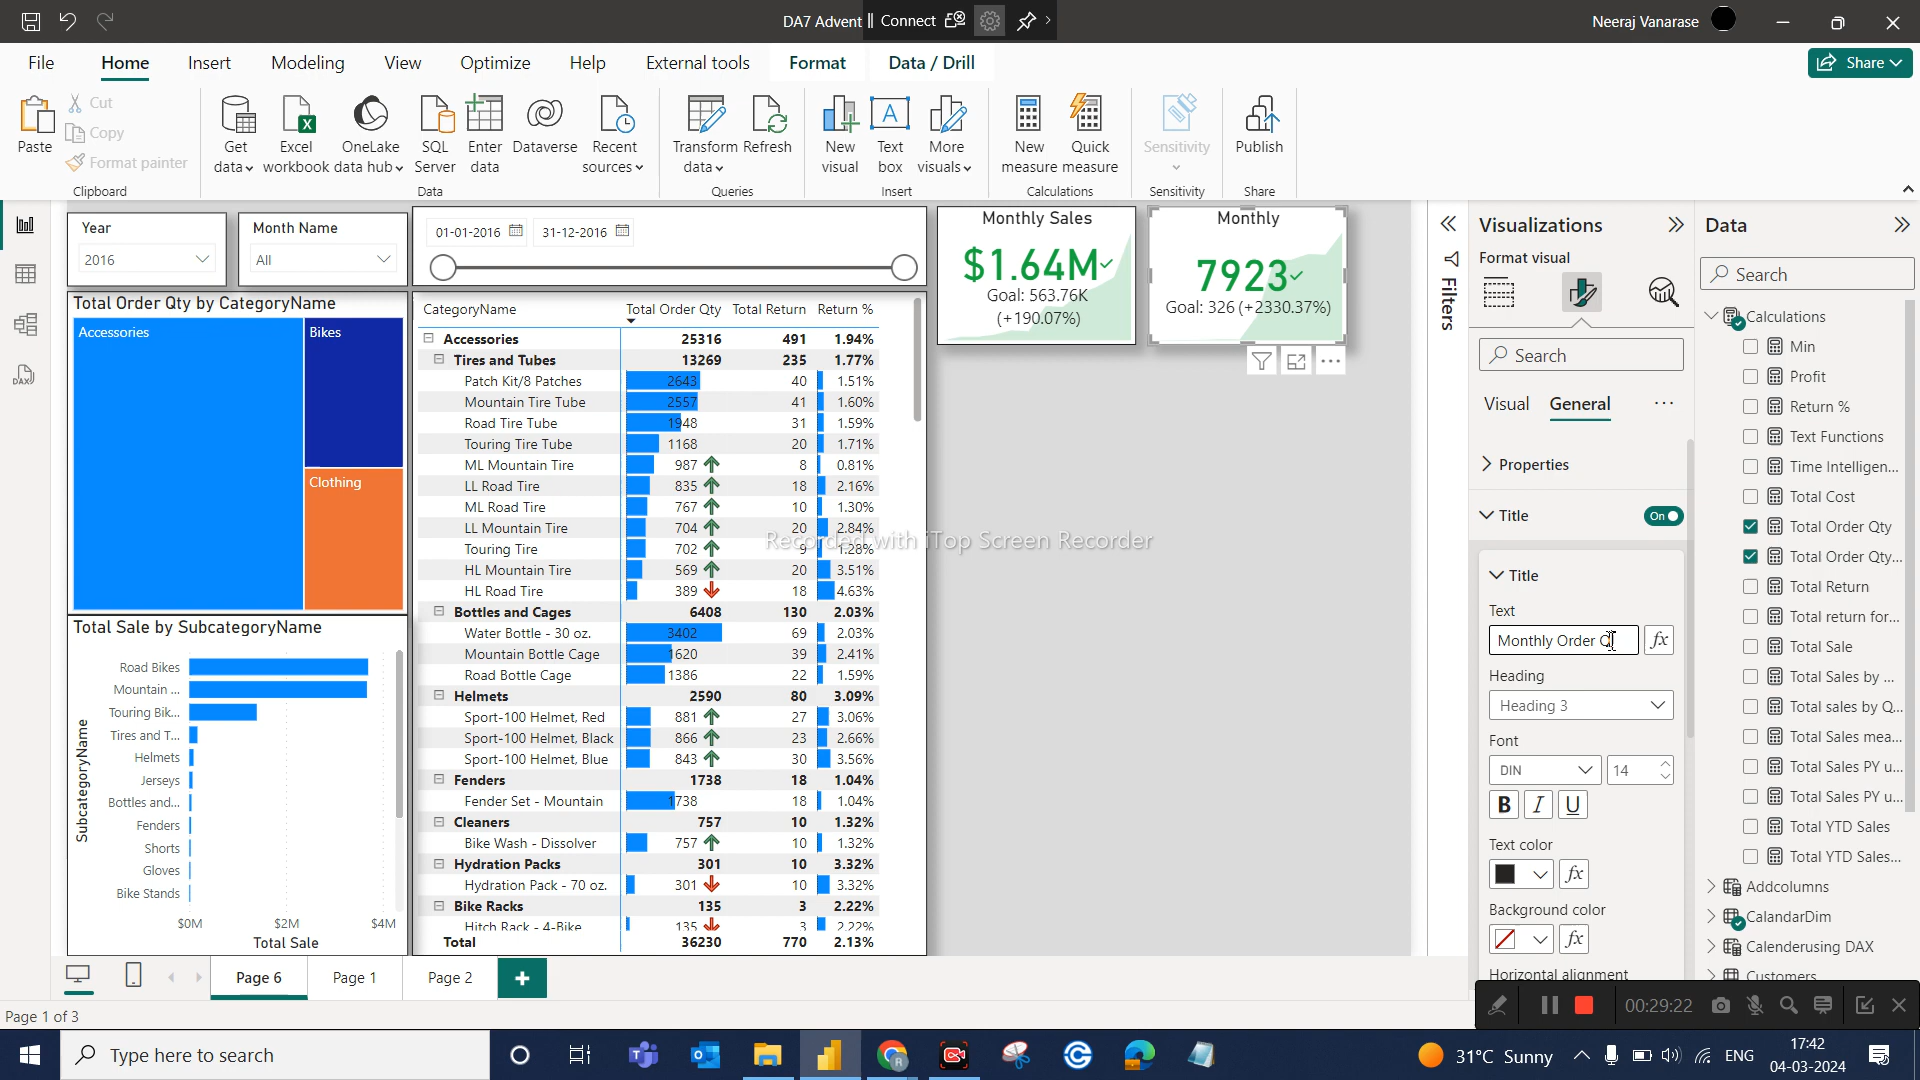 DA7 Advent
Connect
Neeraj Vanarase
File
Home
Insert
Modeling
View
Optimize
Help
External tools
Format
Data / Drill
Share
Paste
Cut
Copy
Format painter
Clipboard
Get data
Excel workbook
OneLake data hub
SQL Server
Enter data
Dataverse
Recent sources
Data
Transform data
Refresh
Queries
New visual
Text box
More visuals
Insert
New measure
Quick measure
Calculations
Sensitivity
Sensitivity
Publish
Share
Year
2016
Month Name
All
01-01-2016
31-12-2016
Monthly Sales
$1.64M
Goal: 563.76K
(+190.07%)
Monthly
7923
Goal: 326 (+2330.37%)
Total Order Qty by CategoryName
Accessories
Bikes
Clothing
Total Sale by SubcategoryName
SubcategoryName
Road Bikes
Mountain ...
Touring Bik...
Tires and T...
Helmets
Jerseys
Bottles and...
Fenders
Shorts
Gloves
Bike Stands
$0M $2M $4M
Total Sale
CategoryName Total Order Qty Total Return Return %
Accessories 25316 491 1.94%
Tires and Tubes 13269 235 1.77%
Patch Kit/8 Patches 2643 40 1.51%
Mountain Tire Tube 2557 41 1.60%
Road Tire Tube 1948 31 1.59%
Touring Tire Tube 1168 20 1.71%
ML Mountain Tire 987 8 0.81%
LL Road Tire 835 18 2.16%
ML Road Tire 767 10 1.30%
LL Mountain Tire 704 20 2.84%
Touring Tire 702 9 1.28%
HL Mountain Tire 569 20 3.51%
HL Road Tire 389 18 4.63%
Bottles and Cages 6408 130 2.03%
Water Bottle - 30 oz. 3402 69 2.03%
Mountain Bottle Cage 1620 39 2.41%
Road Bottle Cage 1386 22 1.59%
Helmets 2590 80 3.09%
Sport-100 Helmet, Red 881 27 3.06%
Sport-100 Helmet, Black 866 23 2.66%
Sport-100 Helmet, Blue 843 30 3.56%
Fenders 1738 18 1.04%
Fender Set - Mountain 1738 18 1.04%
Cleaners 757 10 1.32%
Bike Wash - Dissolver 757 10 1.32%
Hydration Packs 301 10 3.32%
Hydration Pack - 70 oz. 301 10 3.32%
Bike Racks 135 3 2.22%
Hitch Rack - 4-Bike 135 3 2.22%
Total 36230 770 2.13%
Recorded with iTop Screen Recorder
Filters
Visualizations
Format visual
Search
Visual
General
Properties
Title
On
Title
Text
Monthly Order Q
Heading
Heading 3
Font
DIN
14
B I U
Text color
fx
Background color
fx
Horizontal alignment
Data
Search
Calculations
Min
Profit
Return %
Text Functions
Time Intelligen...
Total Cost
Total Order Qty
Total Order Qty...
Total Return
Total return for...
Total Sale
Total Sales by ...
Total sales by Q...
Total Sales mea...
Total Sales PY u...
Total Sales PY u...
Total YTD Sales
Total YTD Sales...
Addcolumns
CalandarDim
Calenderusing DAX
Customers
Page 6
Page 1
Page 2
Page 1 of 3
00:29:22
Type here to search
31°C Sunny
ENG
17:42
04-03-2024